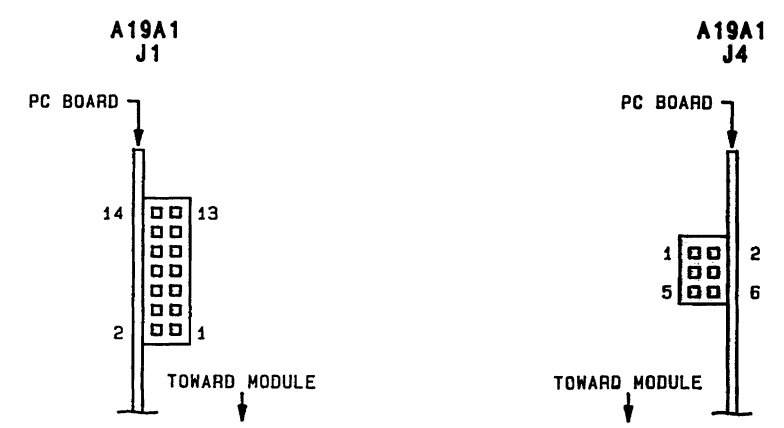 A19A1
J1
PC BOARD
14 13
2 1
TOWARD MODULE
A19A1
J4
PC BOARD
1 2
5 6
TOWARD MODULE